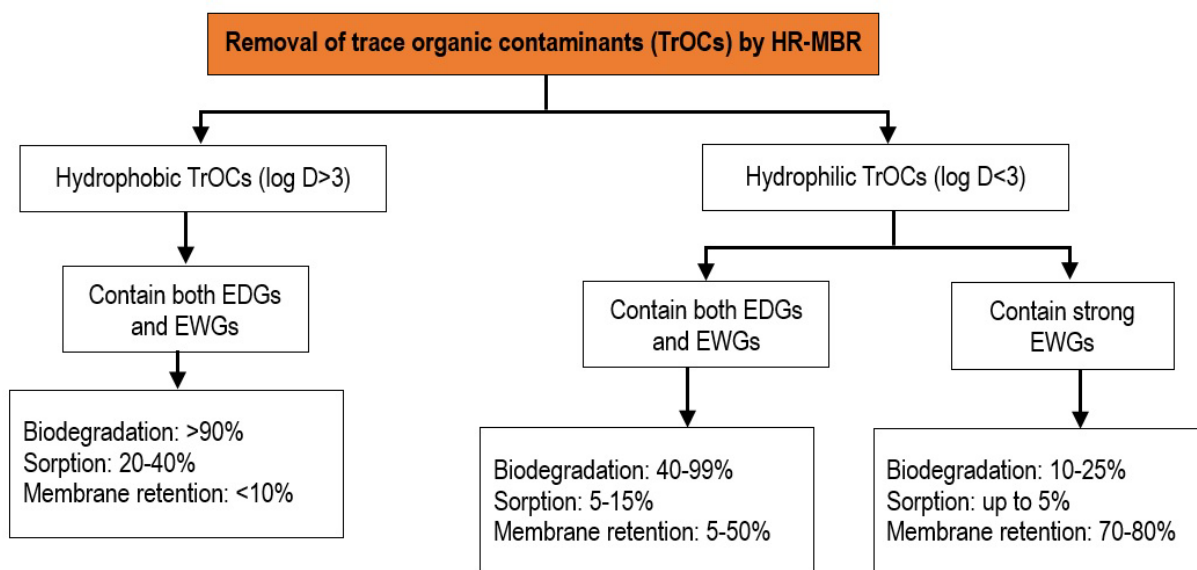 Removal of trace organic contaminants (TrOCs) by HR-MBR
Hydrophobic TrOCs (log D>3)
Hydrophilic TrOCs (log D<3)
Contain both EDGs
and EWGs
Contain both EDGs
and EWGs
Contain strong
EWGs
Biodegradation: >90%
Sorption: 20-40%
Membrane retention: <10%
Biodegradation: 40-99%
Sorption: 5-15%
Membrane retention: 5-50%
Biodegradation: 10-25%
Sorption: up to 5%
Membrane retention: 70-80%